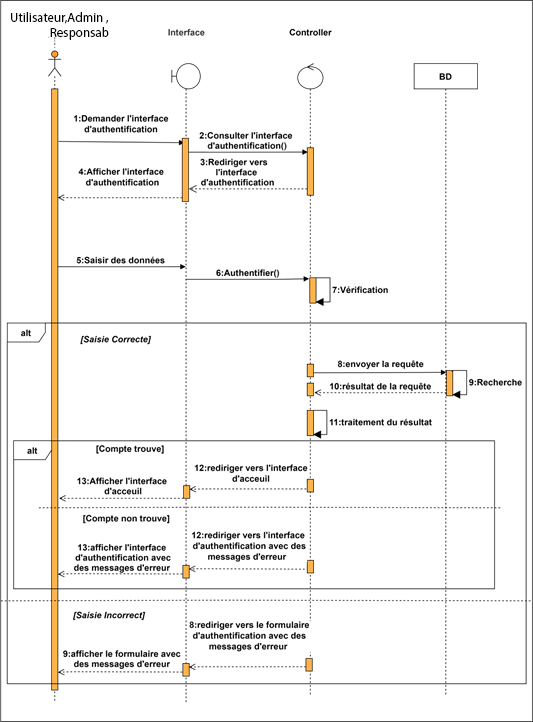 Utilisateur,Admin ,
Responsab
Interface
Controller
BD
1:Demander l'interface
d'authentification
2:Consulter l'interface
d'authentification()
3:Rediriger vers
l'interface
d'authentification
4:Afficher l'interface
d'authentification
5:Saisir des données
6:Authentifier()
7:Vérification
alt
[Saisie Correcte]
8:envoyer la requête
9:Recherche
10:résultat de la requête
11:traitement du résultat
alt
[Compte trouve]
12:rediriger vers l'interface
d'acceuil
13:Afficher l'interface
d'acceuil
[Compte non trouve]
12:rediriger vers l'interface
d'authentification avec des
messages d'erreur
13:afficher l'interface
d'authentification avec
des messages d'erreur
[Saisie Incorrect]
8:rediriger vers le formulaire
d'authentification avec des
messages d'erreur
9:afficher le formulaire avec
des messages d'erreur